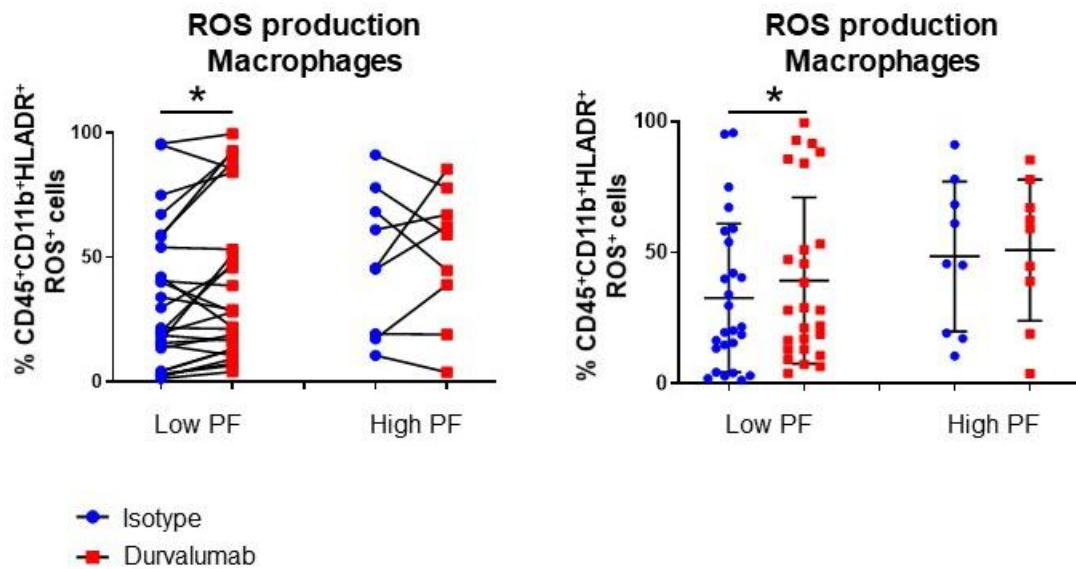 ROS production
Macrophages
% CD45⁺CD11b⁺HLADR⁺
ROS⁺ cells
100
50
0
*
Low PF
High PF
ROS production
Macrophages
% CD45⁺CD11b⁺HLADR⁺
ROS⁺ cells
100
50
0
*
Low PF
High PF
Isotype
Durvalumab